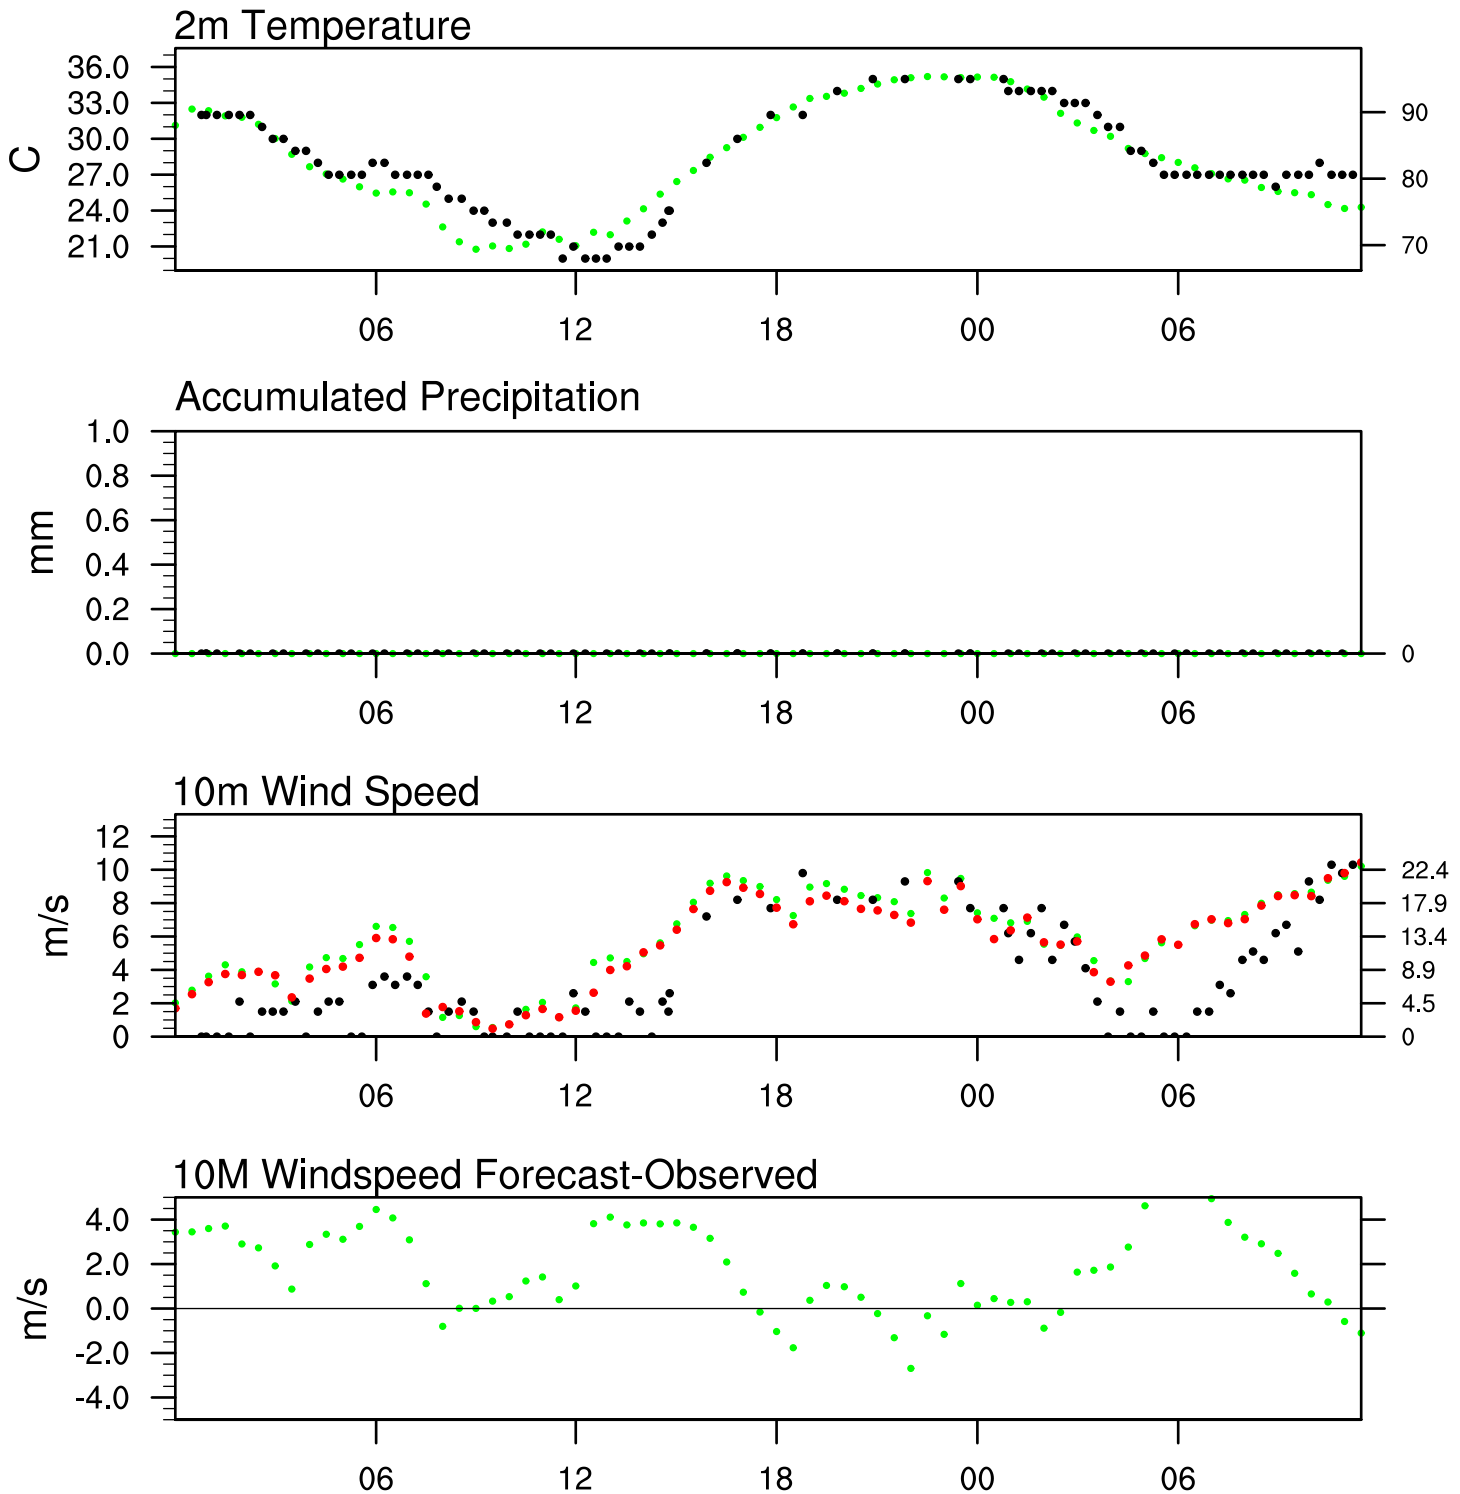 2m Temperature
36.0
33.0
90
30.0
C
27.0
80
24.0
21.0
70
06 12 18 00 06
Accumulated Precipitation
1.0
0.8
0.6
mm
0.4
0.2
0.0 0
06 12 18 00 06
10m Wind Speed
12
10 22.4
8 17.9
m/s
6 13.4
4 8.9
2 4.5
0 0
06 12 18 00 06
10M Windspeed Forecast-Observed
4.0
2.0
m/s
0.0
-2.0
-4.0
06 12 18 00 06